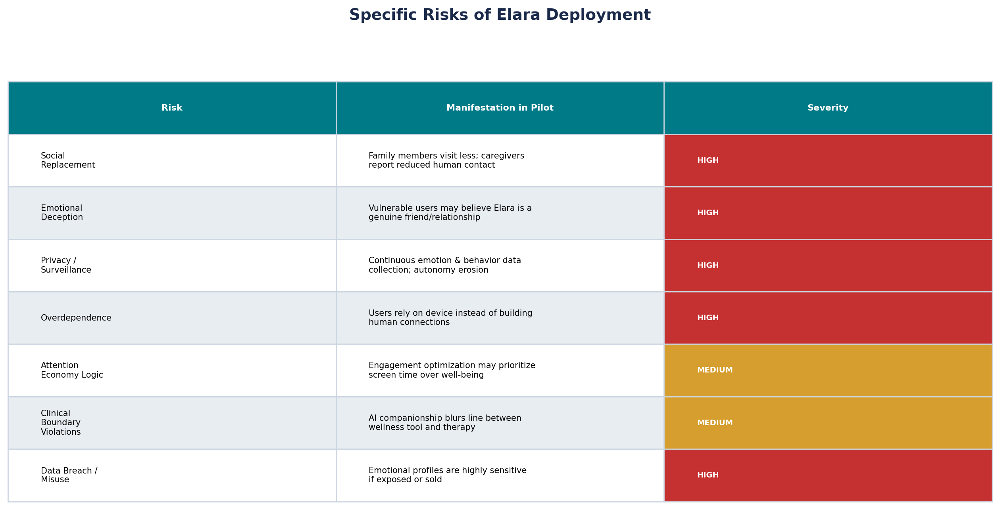 Specific Risks of Elara Deployment
Risk
Manifestation in Pilot
Severity
Social
Replacement
Family members visit less; caregivers
report reduced human contact
HIGH
Emotional
Deception
Vulnerable users may believe Elara is a
genuine friend/relationship
HIGH
Privacy /
Surveillance
Continuous emotion & behavior data
collection; autonomy erosion
HIGH
Overdependence
Users rely on device instead of building
human connections
HIGH
Attention
Economy Logic
Engagement optimization may prioritize
screen time over well-being
MEDIUM
Clinical
Boundary
Violations
AI companionship blurs line between
wellness tool and therapy
MEDIUM
Data Breach /
Misuse
Emotional profiles are highly sensitive
if exposed or sold
HIGH